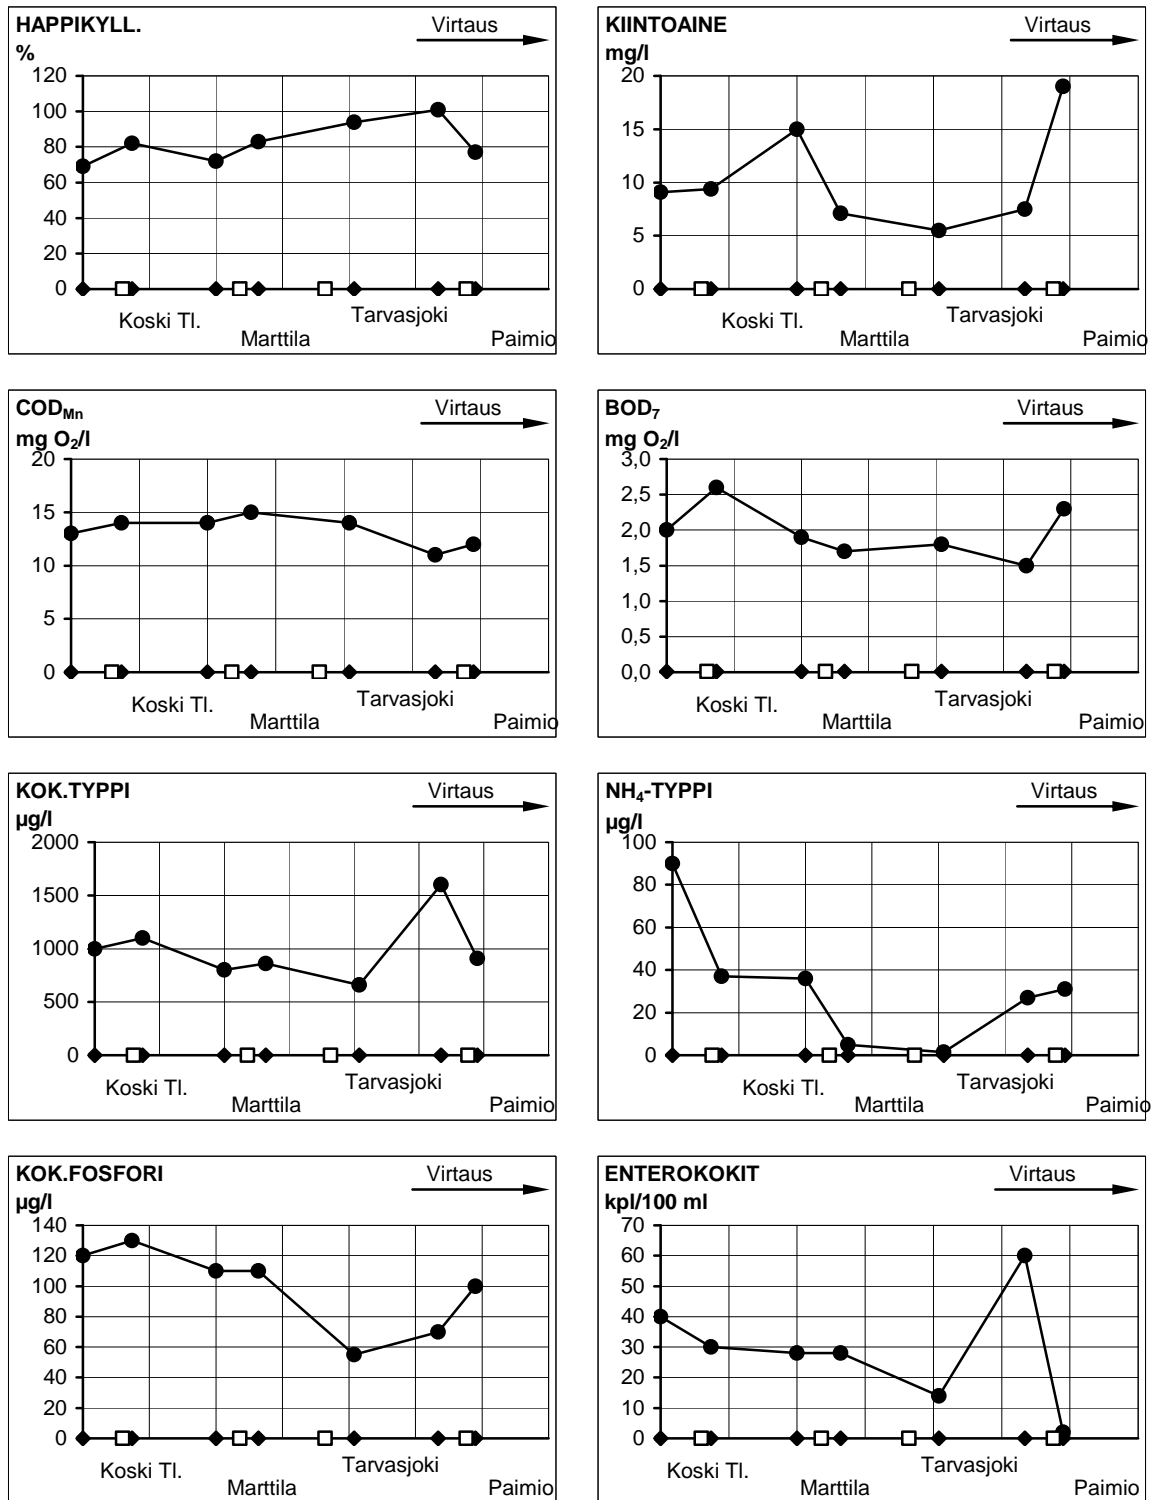 HAPPIKYLL.
%
Virtaus
120
100
80
60
40
20
0
Koski Tl.
Tarvasjoki
Marttila
Paimio
KIINTOAINE
mg/l
Virtaus
20
15
10
5
0
Koski Tl.
Tarvasjoki
Marttila
Paimio
COD_Mn
mg O₂/l
Virtaus
20
15
10
5
0
Koski Tl.
Tarvasjoki
Marttila
Paimio
BOD₇
mg O₂/l
Virtaus
3,0
2,5
2,0
1,5
1,0
0,5
0,0
Koski Tl.
Tarvasjoki
Marttila
Paimio
KOK.TYPPI
µg/l
Virtaus
2000
1500
1000
500
0
Koski Tl.
Tarvasjoki
Marttila
Paimio
NH₄-TYPPI
µg/l
Virtaus
100
80
60
40
20
0
Koski Tl.
Tarvasjoki
Marttila
Paimio
KOK.FOSFORI
µg/l
Virtaus
140
120
100
80
60
40
20
0
Koski Tl.
Tarvasjoki
Marttila
Paimio
ENTEROKOKIT
kpl/100 ml
Virtaus
70
60
50
40
30
20
10
0
Koski Tl.
Tarvasjoki
Marttila
Paimio